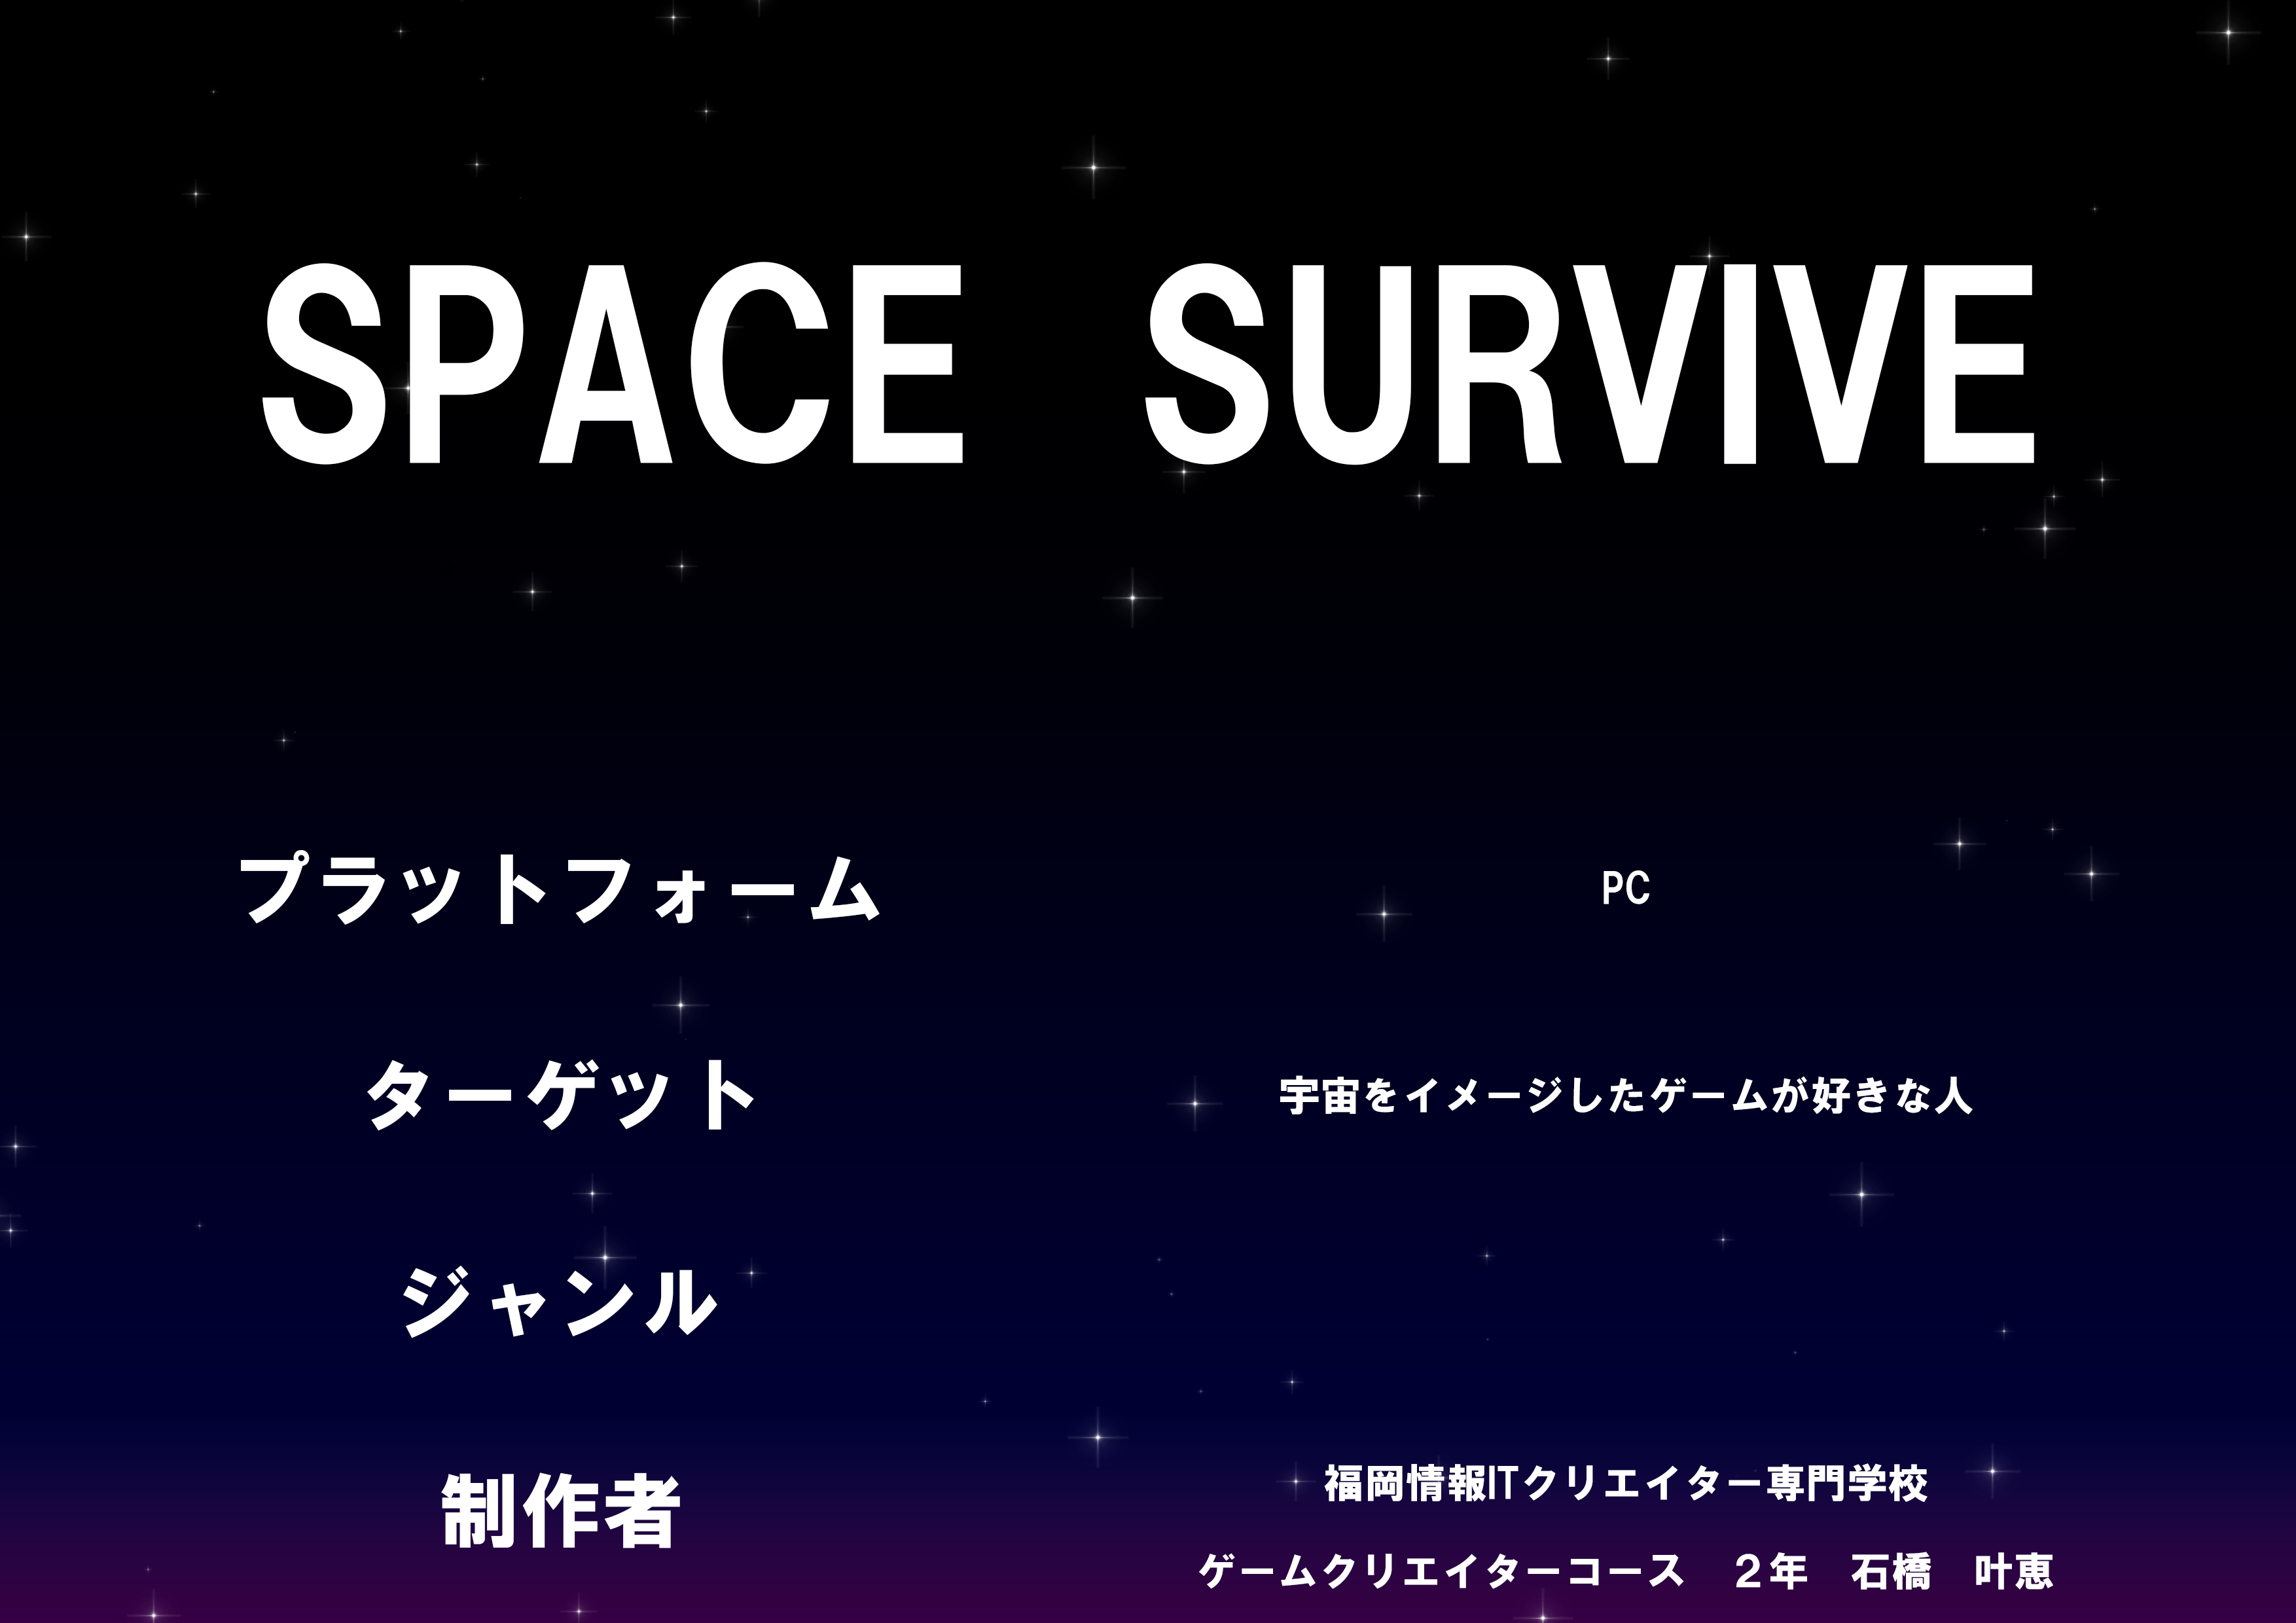 SPACE　SURVIVE
プラットフォーム
PC
ターゲット
宇宙をイメージしたゲームが好きな人
ジャンル
制作者
福岡情報ITクリエイター専門学校
ゲームクリエイターコース　２年　石橋　叶恵